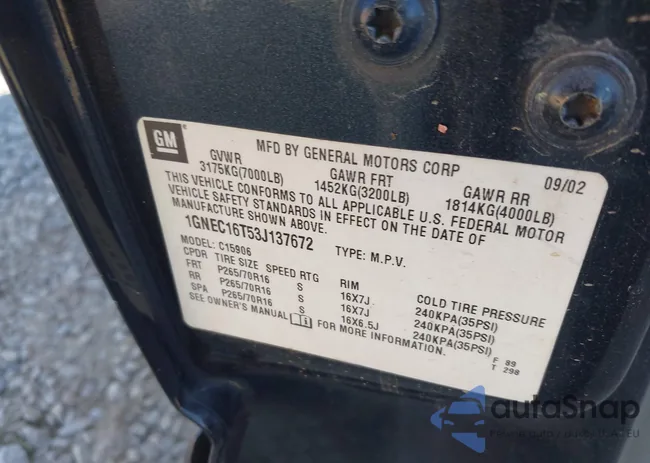 GM
MFD BY GENERAL MOTORS CORP 09/02
GVWR GAWR FRT GAWR RR
3175KG(7000LB) 1452KG(3200LB) 1814KG(4000LB)
THIS VEHICLE CONFORMS TO ALL APPLICABLE U.S. FEDERAL MOTOR
VEHICLE SAFETY STANDARDS IN EFFECT ON THE DATE OF
MANUFACTURE SHOWN ABOVE.
1GNEC16T53J137672 TYPE: M.P.V.
MODEL: C15906
CPDR TIRE SIZE SPEED RTG RIM COLD TIRE PRESSURE
FRT P265/70R16 S 16X7J 240KPA(35PSI)
RR P265/70R16 S 16X7J 240KPA(35PSI)
SPA P265/70R16 S 16X6.5J 240KPA(35PSI)
SEE OWNER'S MANUAL i FOR MORE INFORMATION.
F 89
T 298
autoSnap